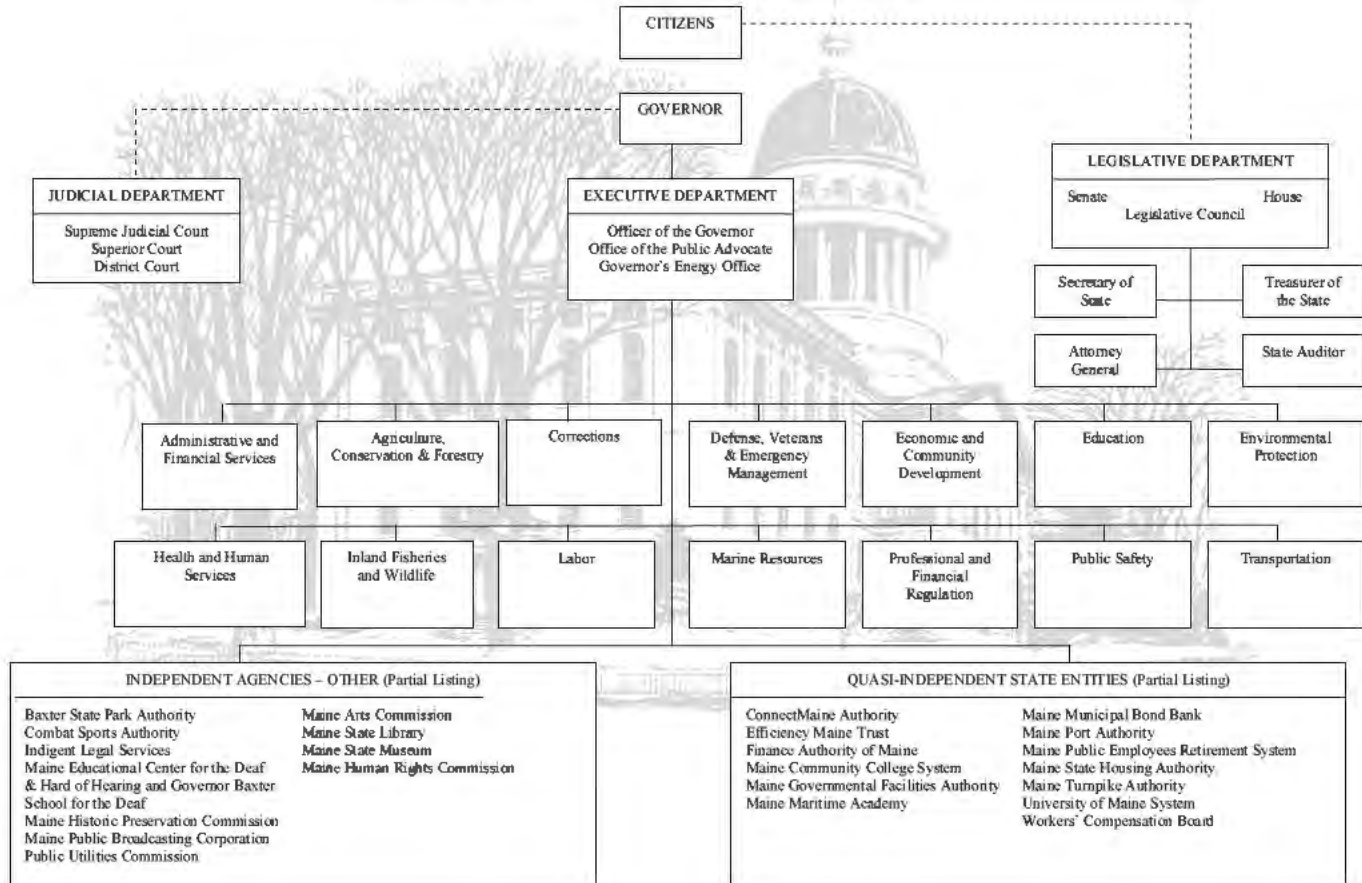 CITIZENS
GOVERNOR
JUDICIAL DEPARTMENT
Supreme Judicial Court
Superior Court
District Court
EXECUTIVE DEPARTMENT
Officer of the Governor
Office of the Public Advocate
Governor's Energy Office
LEGISLATIVE DEPARTMENT
Senate House
Legislative Council
Secretary of
State
Treasurer of
the State
Attorney
General
State Auditor
Administrative and
Financial Services
Agriculture,
Conservation & Forestry
Corrections
Defense, Veterans
& Emergency
Management
Economic and
Community
Development
Education
Environmental
Protection
Health and Human
Services
Inland Fisheries
and Wildlife
Labor
Marine Resources
Professional and
Financial
Regulation
Public Safety
Transportation
INDEPENDENT AGENCIES – OTHER (Partial Listing)
Baxter State Park Authority
Combat Sports Authority
Indigent Legal Services
Maine Educational Center for the Deaf
& Hard of Hearing and Governor Baxter
School for the Deaf
Maine Historic Preservation Commission
Maine Public Broadcasting Corporation
Public Utilities Commission
Maine Arts Commission
Maine State Library
Maine State Museum
Maine Human Rights Commission
QUASI-INDEPENDENT STATE ENTITIES (Partial Listing)
ConnectMaine Authority
Efficiency Maine Trust
Finance Authority of Maine
Maine Community College System
Maine Governmental Facilities Authority
Maine Maritime Academy
Maine Municipal Bond Bank
Maine Port Authority
Maine Public Employees Retirement System
Maine State Housing Authority
Maine Turnpike Authority
University of Maine System
Workers' Compensation Board